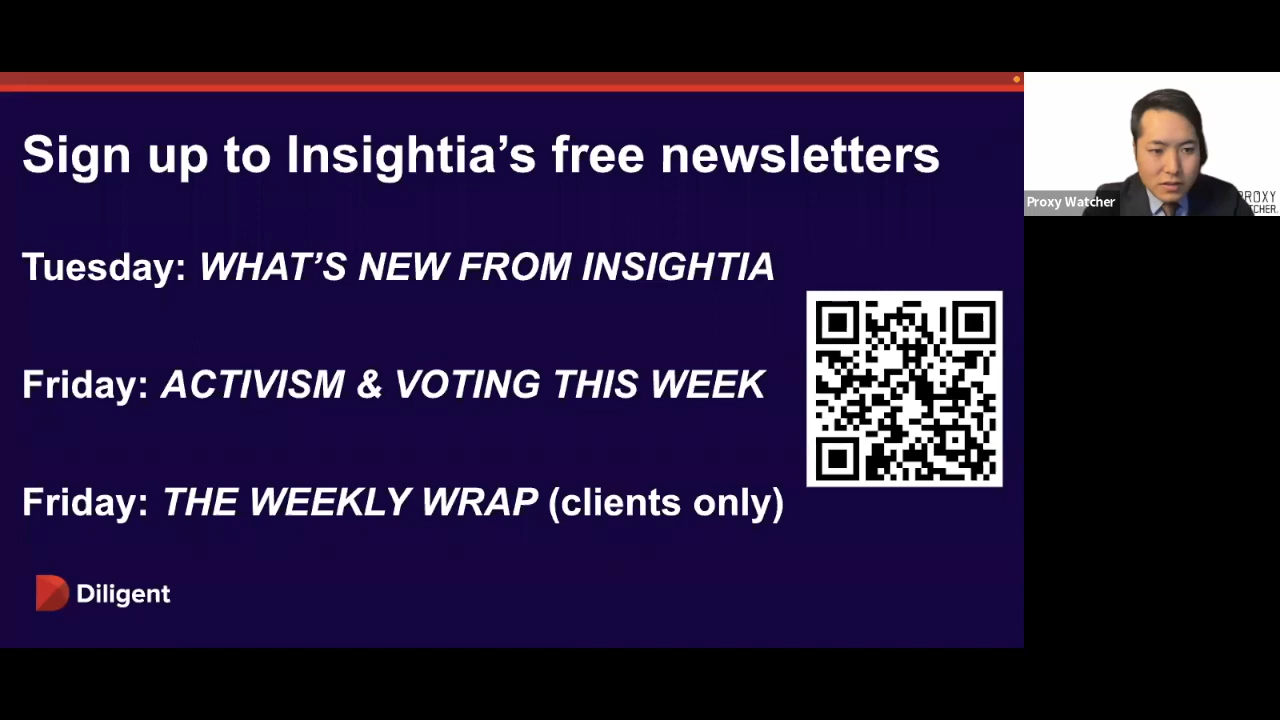 Sign up to Insightia’s free newsletters
Tuesday: WHAT’S NEW FROM INSIGHTIA
Friday: ACTIVISM & VOTING THIS WEEK
Friday: THE WEEKLY WRAP (clients only)
Diligent
Proxy Watcher